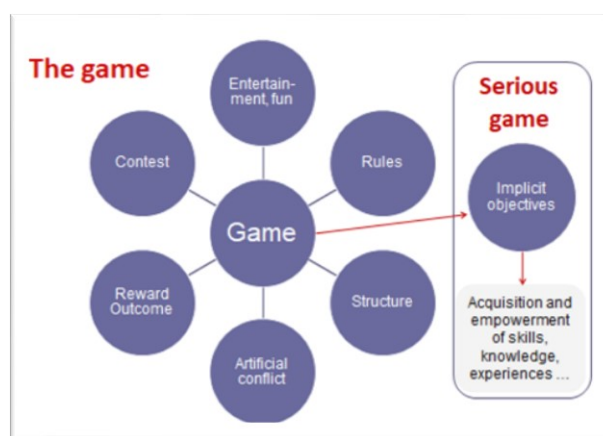 The game
Entertain-
ment, fun
Serious
game
Contest
Rules
Implicit
objectives
Game
Reward
Outcome
Structure
Acquisition and
empowerment
of skills,
knowledge,
experiences ...
Artificial
conflict